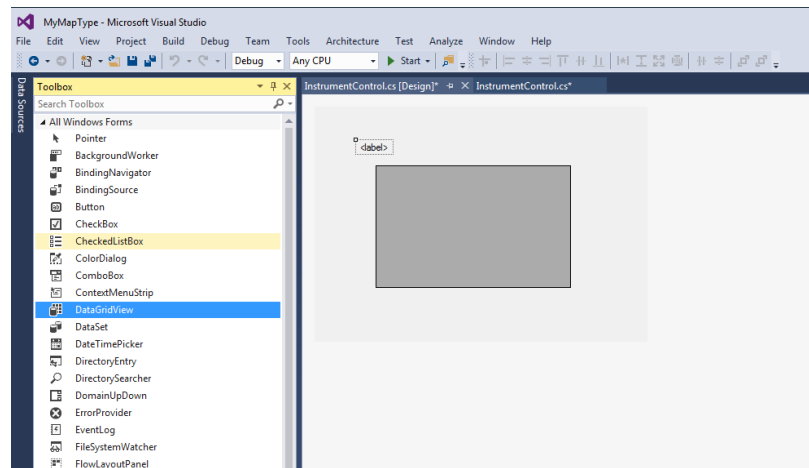 MyMapType - Microsoft Visual Studio
File Edit View Project Build Debug Team Tools Architecture Test Analyze Window Help
Debug Any CPU Start
Data Sources
Toolbox
InstrumentControl.cs [Design]* InstrumentControl.cs*
Search Toolbox
All Windows Forms
Pointer
BackgroundWorker
BindingNavigator
BindingSource
Button
CheckBox
CheckedListBox
ColorDialog
ComboBox
ContextMenuStrip
DataGridView
DataSet
DateTimePicker
DirectoryEntry
DirectorySearcher
DomainUpDown
ErrorProvider
EventLog
FileSystemWatcher
FlowLayoutPanel
<label>